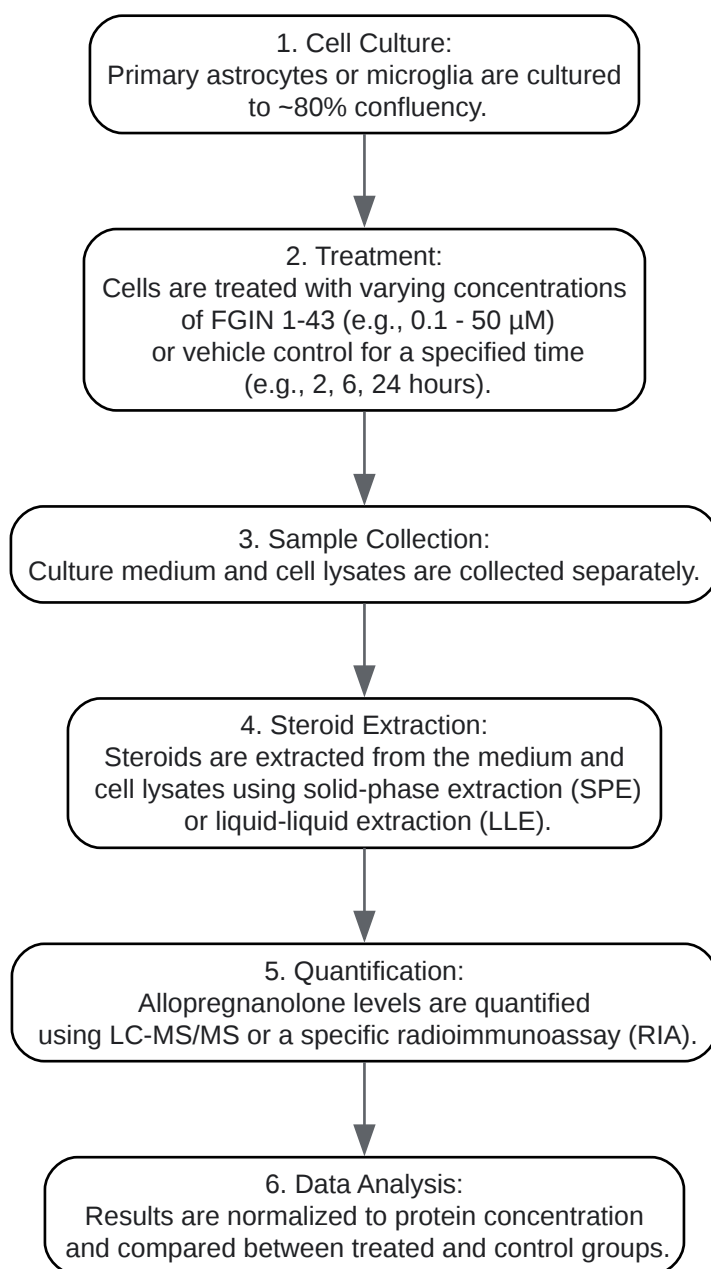 1. Cell Culture:
Primary astrocytes or microglia are cultured
to ~80% confluency.
2. Treatment:
Cells are treated with varying concentrations
of FGIN 1-43 (e.g., 0.1 - 50 µM)
or vehicle control for a specified time
(e.g., 2, 6, 24 hours).
3. Sample Collection:
Culture medium and cell lysates are collected separately.
4. Steroid Extraction:
Steroids are extracted from the medium and
cell lysates using solid-phase extraction (SPE)
or liquid-liquid extraction (LLE).
5. Quantification:
Allopregnanolone levels are quantified
using LC-MS/MS or a specific radioimmunoassay (RIA).
6. Data Analysis:
Results are normalized to protein concentration
and compared between treated and control groups.